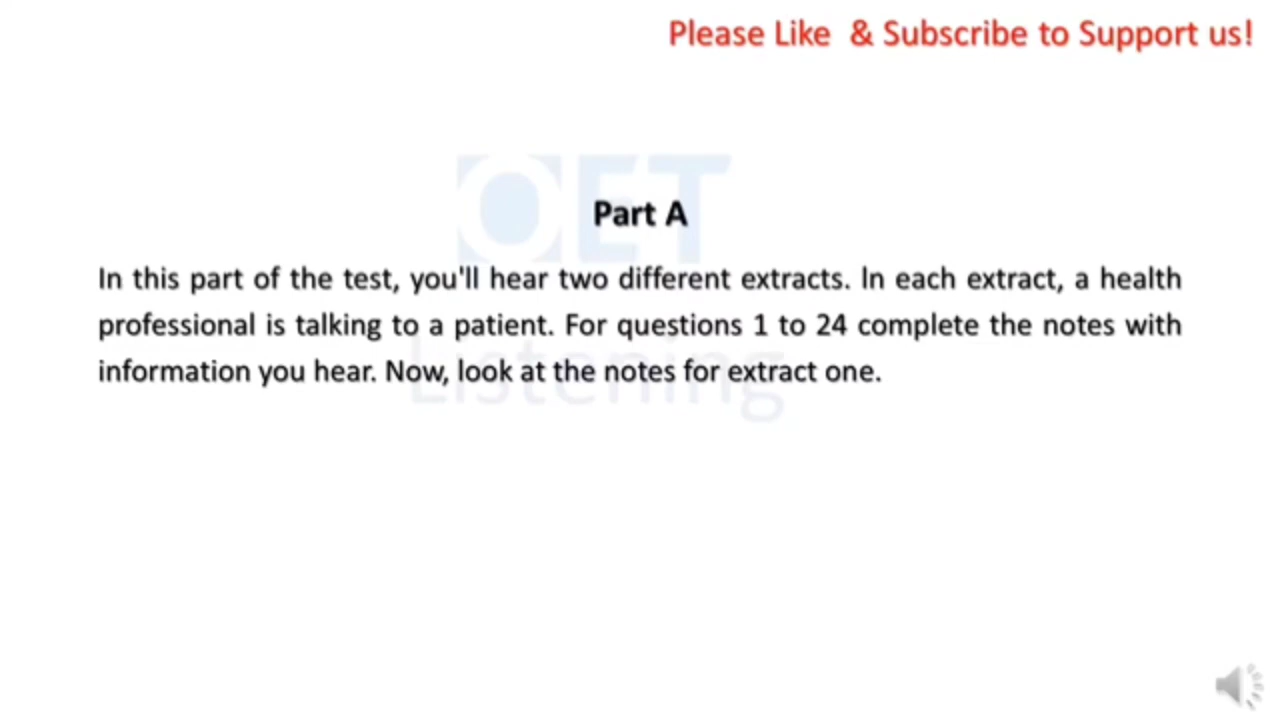 Please Like & Subscribe to Support us!
OET
Part A
In this part of the test, you'll hear two different extracts. In each extract, a health
professional is talking to a patient. For questions 1 to 24 complete the notes with
information you hear. Now, look at the notes for extract one.
Listening